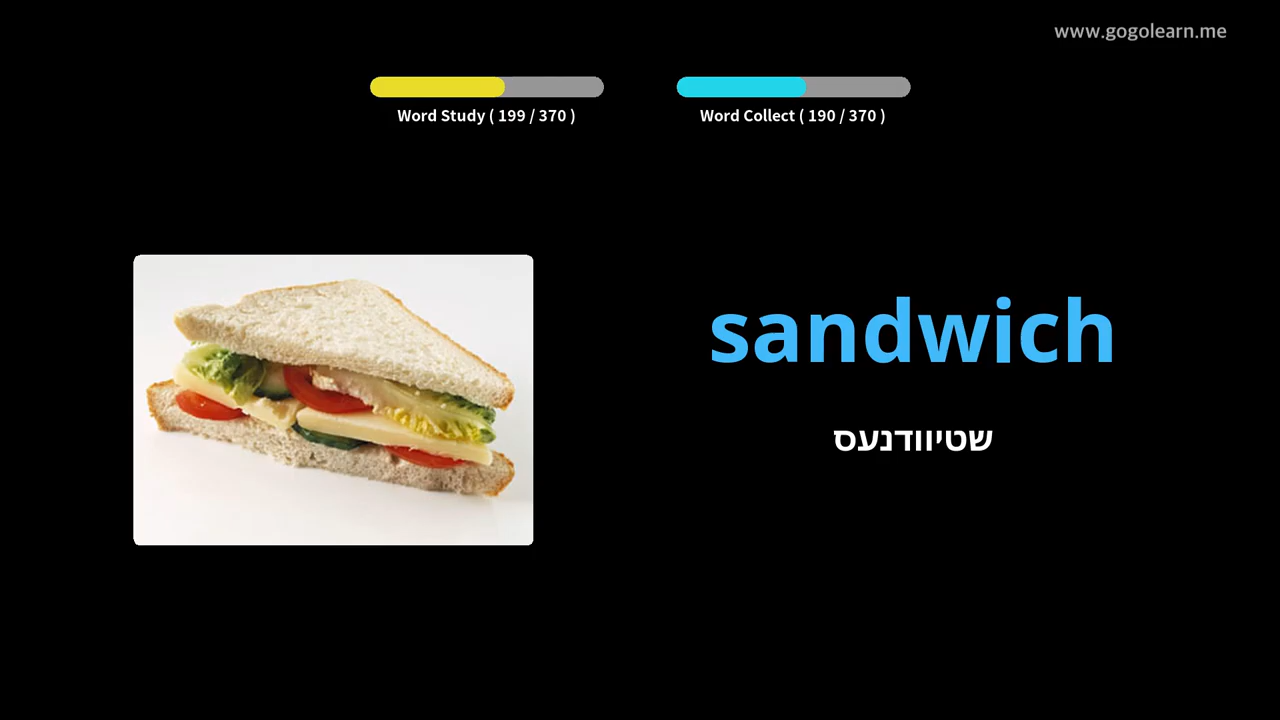 www.gogolearn.me
Word Study ( 199 / 370 )
Word Collect ( 190 / 370 )
sandwich
שטיוודנעס